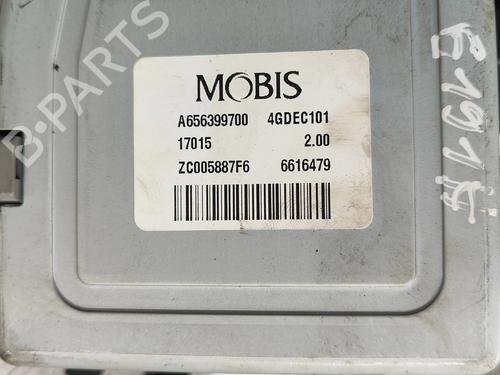 MOBIS
A656399700 4GDEC101
17015 2.00
ZC005887F6 6616479
B-PARTS